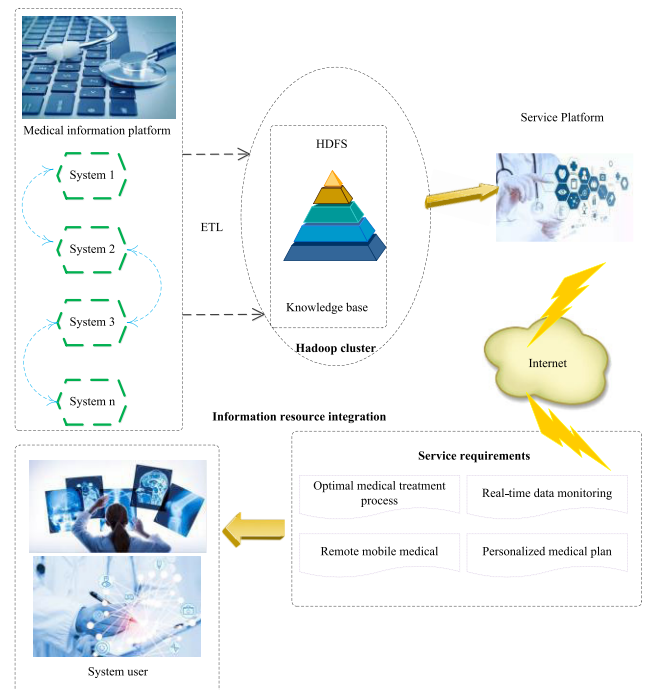 Medical information platform
System 1
System 2
System 3
System n
ETL
HDFS
Knowledge base
Hadoop cluster
Service Platform
Internet
Information resource integration
Service requirements
Optimal medical treatment
process
Real-time data monitoring
Remote mobile medical
Personalized medical plan
System user